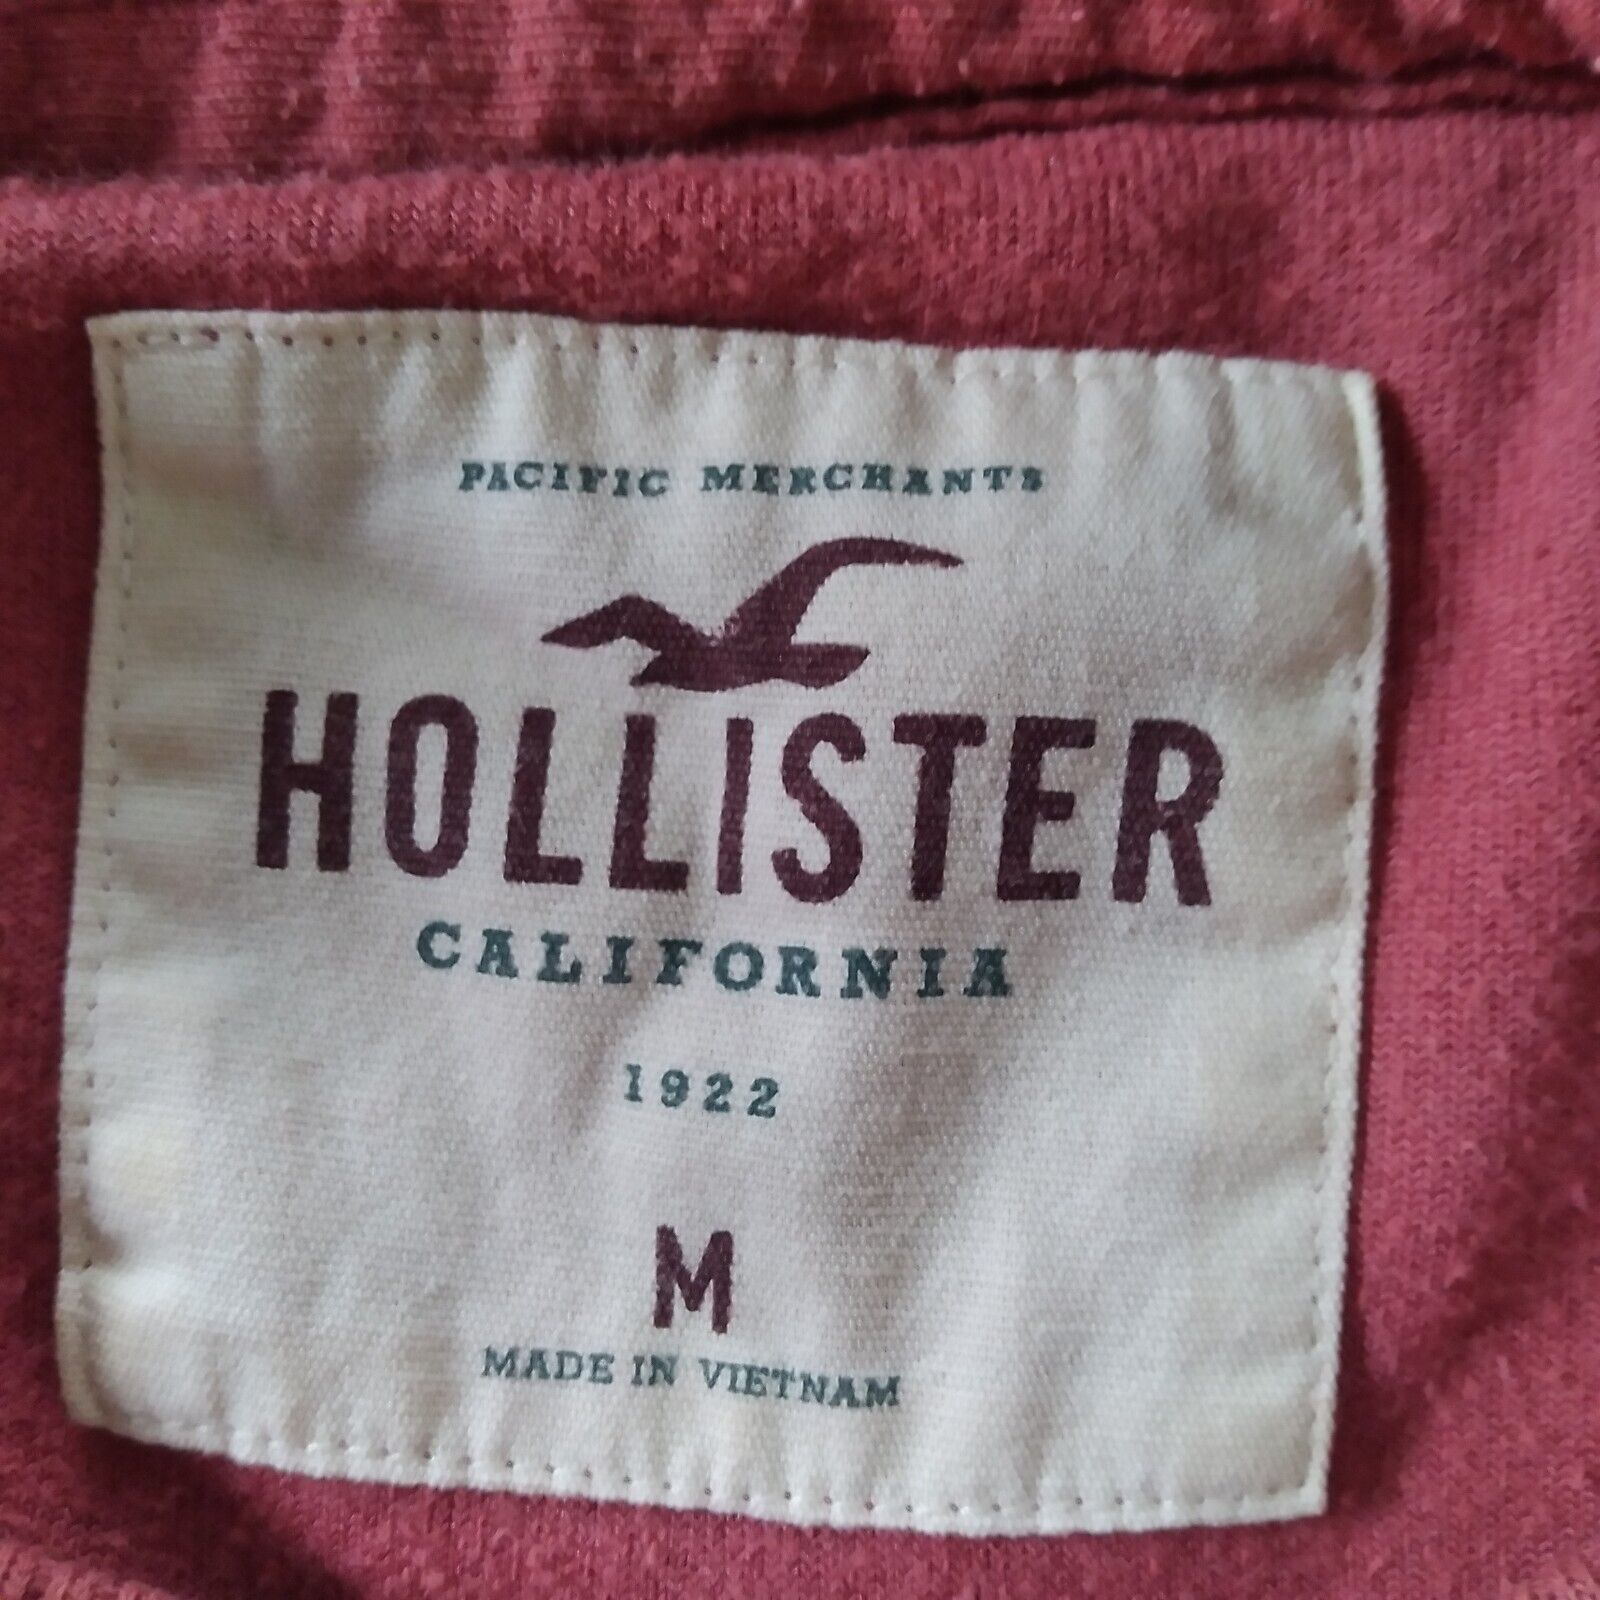 PACIFIC MERCHANTS
HOLLISTER
CALIFORNIA
1922
M
MADE IN VIETNAM